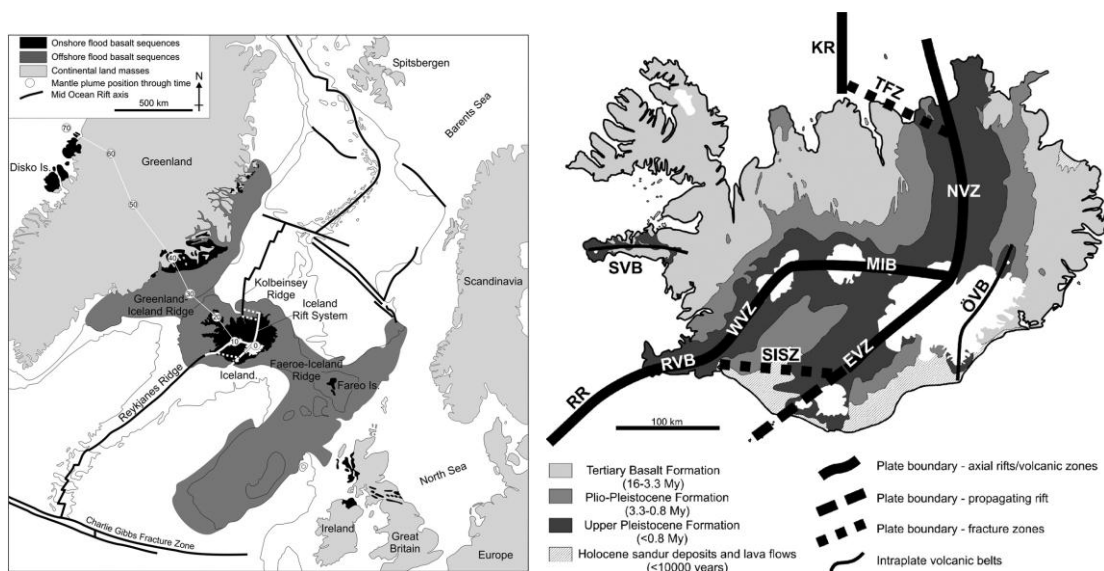 Onshore flood basalt sequences
Offshore flood basalt sequences
Continental land masses
Mantle plume position through time
Mid Ocean Rift axis
N
500 km
Spitsbergen
Barents Sea
70
60
Disko Is.
Greenland
50
40
Scandinavia
Kolbeinsey
Ridge
Greenland-
Iceland Ridge
Iceland
Rift System
20
10
0
Iceland
Faeroe-Iceland
Ridge
Fareo Is.
Reykjanes Ridge
North Sea
Charlie Gibbs Fracture Zone
Ireland
Great
Britain
Europe
KR
TFZ
NVZ
SVB
MIB
ÖVB
WVZ
EVZ
SISZ
RVB
RR
100 km
Tertiary Basalt Formation
(16-3.3 My)
Plio-Pleistocene Formation
(3.3-0.8 My)
Upper Pleistocene Formation
(<0.8 My)
Holocene sandur deposits and lava flows
(<10000 years)
Plate boundary - axial rifts/volcanic zones
Plate boundary - propagating rift
Plate boundary - fracture zones
Intraplate volcanic belts